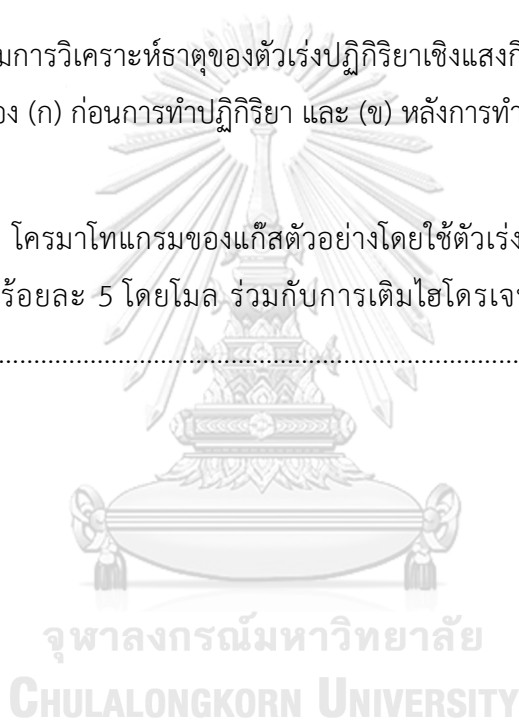 มการวิเคราะห์ธาตุของตัวเร่งปฏิกิริยาเชิงแสงกึ
อง (ก) ก่อนการทำปฏิกิริยา และ (ข) หลังการทำ
โครมาโทแกรมของแก๊สตัวอย่างโดยใช้ตัวเร่ง
ร้อยละ 5 โดยโมล ร่วมกับการเติมไฮโดรเจน
........................................................................
จุฬาลงกรณ์มหาวิทยาลัย
CHULALONGKORN UNIVERSITY